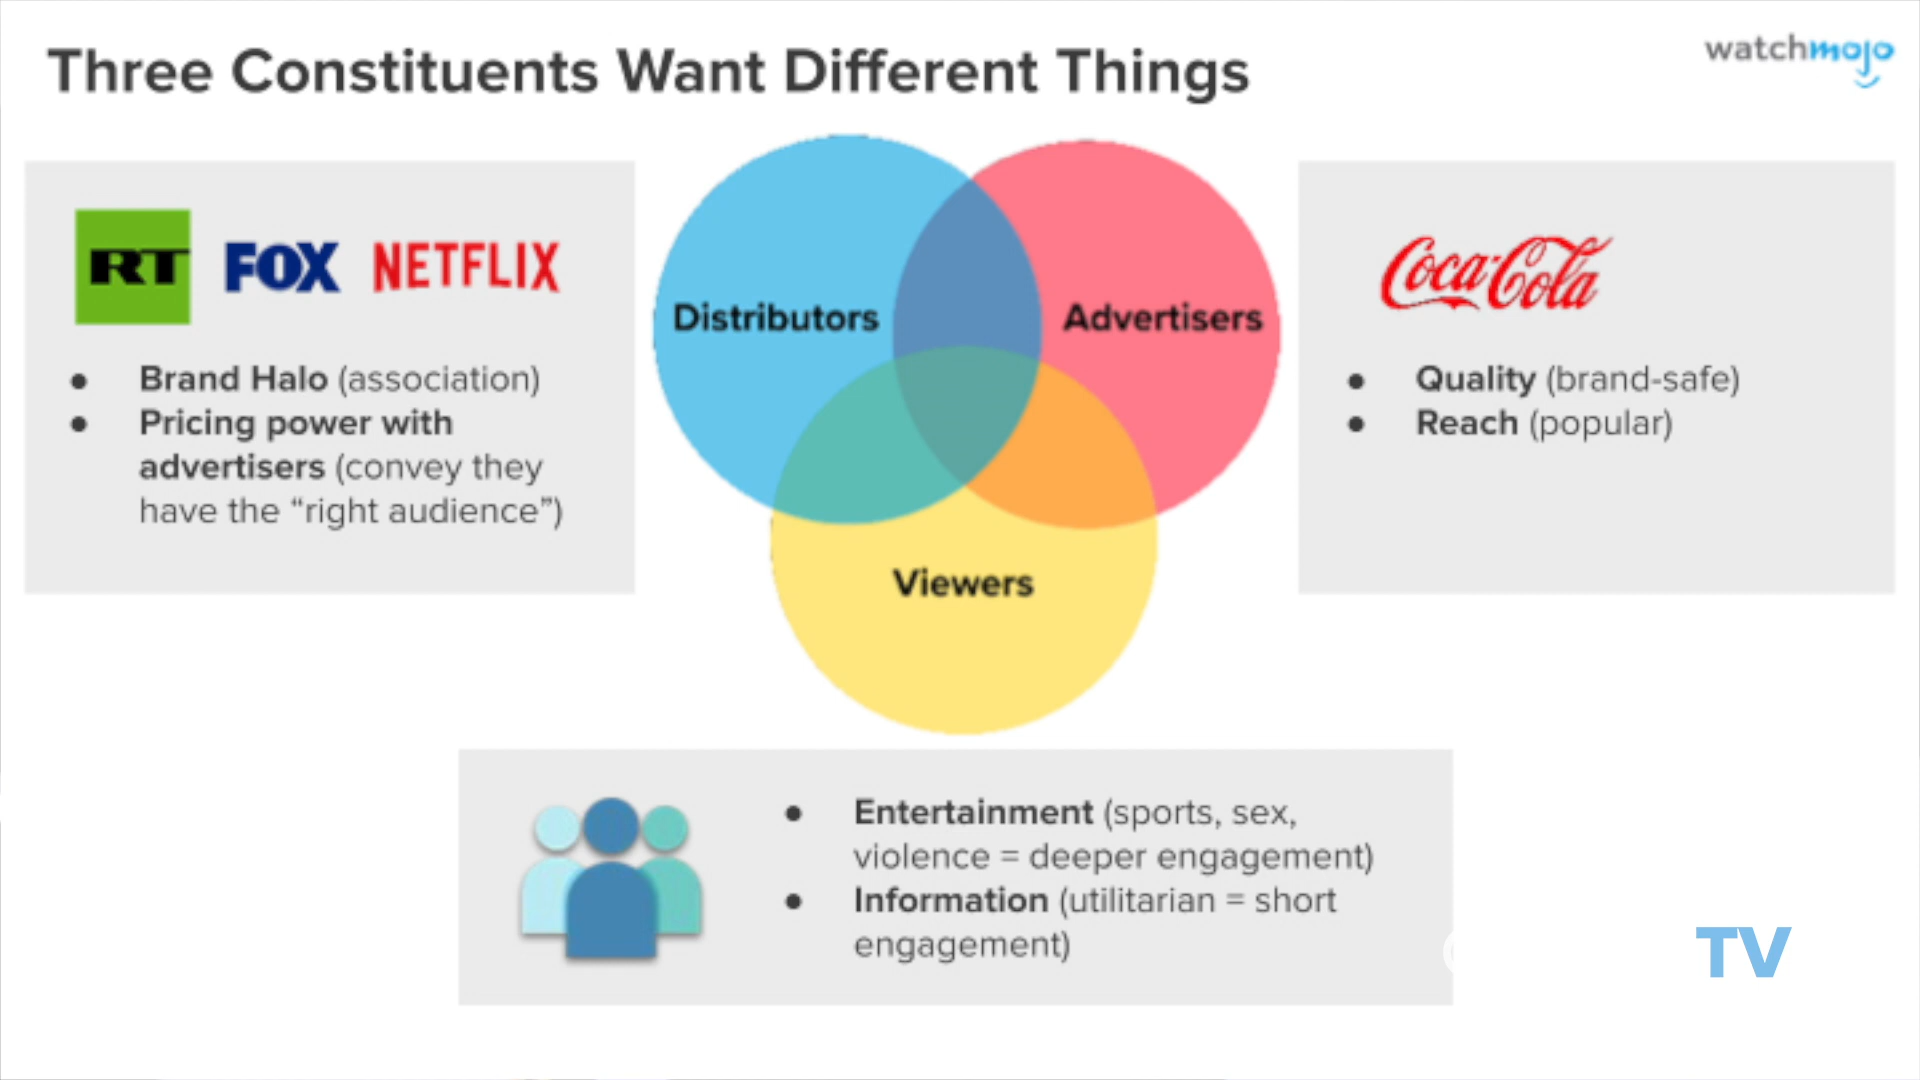 Three Constituents Want Different Things
watchmojo
RT FOX NETFLIX
● Brand Halo (association)
● Pricing power with
advertisers (convey they
have the “right audience”)
Distributors
Advertisers
Viewers
Coca-Cola
● Quality (brand-safe)
● Reach (popular)
● Entertainment (sports, sex,
violence = deeper engagement)
● Information (utilitarian = short
engagement)
TV